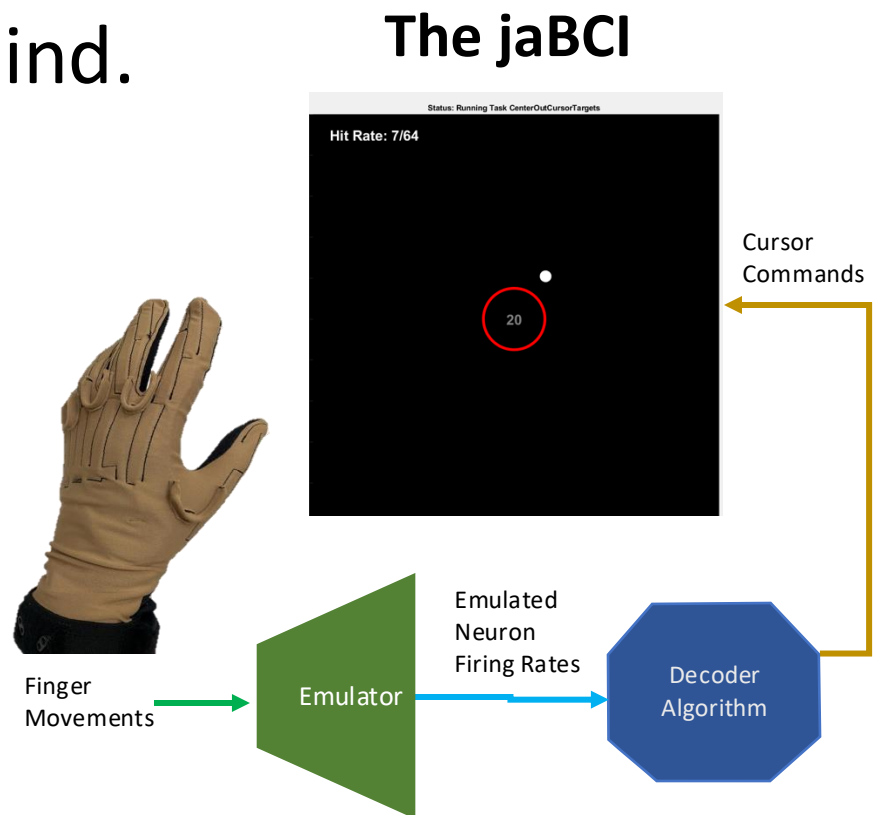 ind.
The jaBCI
Status: Running Task CenterOutCursorTargets
Hit Rate: 7/64
20
Cursor
Commands
Emulated
Neuron
Firing Rates
Finger
Movements
Emulator
Decoder
Algorithm